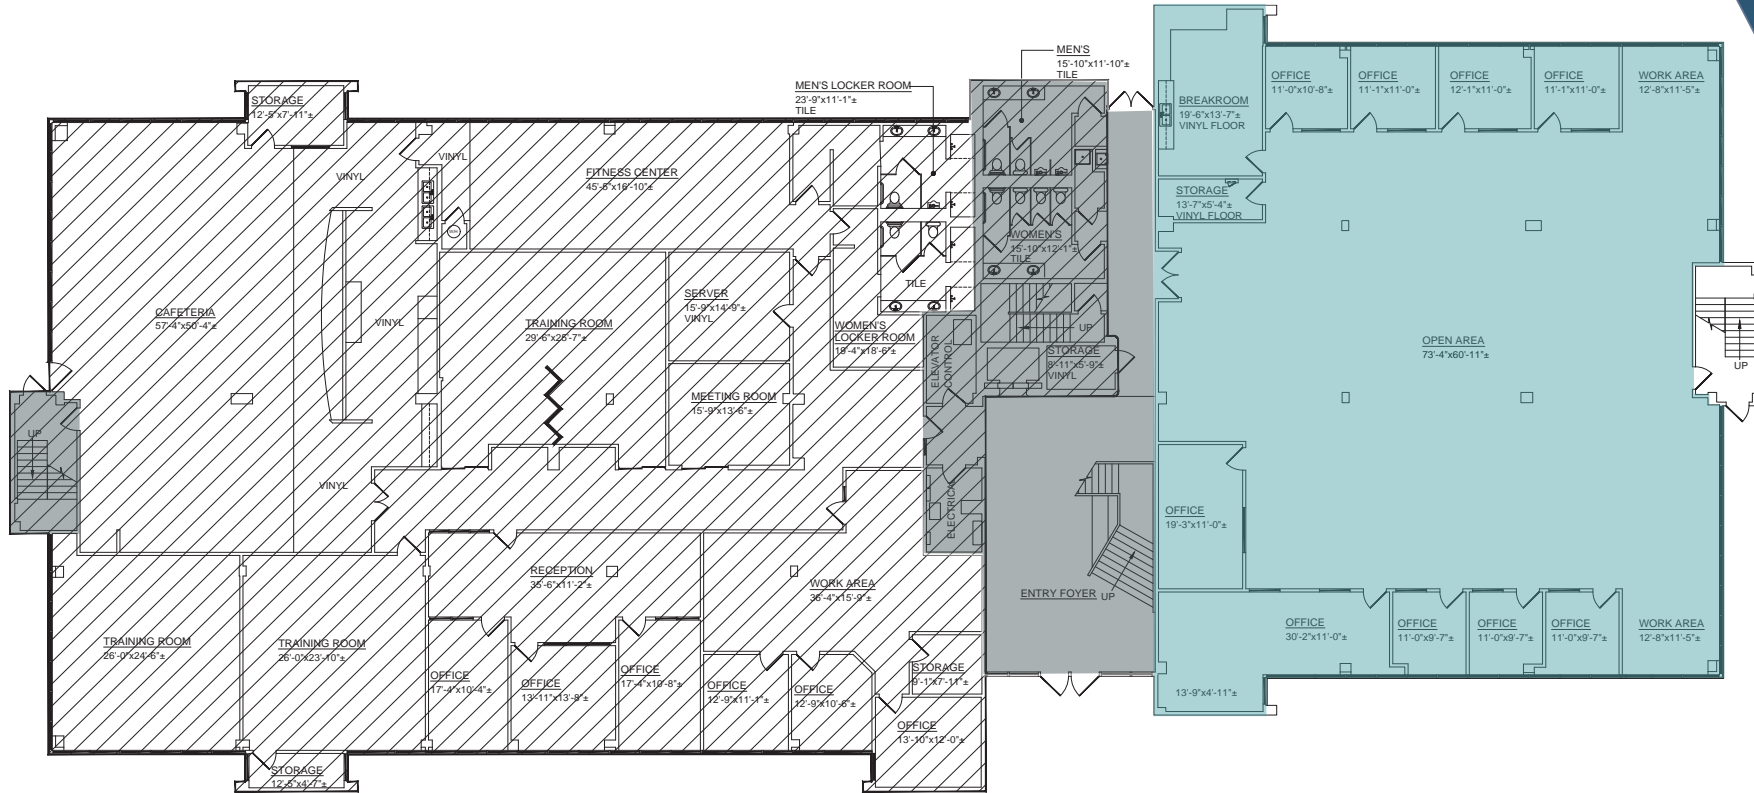 MEN'S
15'-10"x11'-10"±
TILE
MEN'S LOCKER ROOM
23'-9"x11'-1"±
TILE
STORAGE
12'-5"x7'-11"±
VINYL
VINYL
FITNESS CENTER
45'-5"x16'-10"±
CAFETERIA
57'-4"x50'-4"±
VINYL
TRAINING ROOM
29'-6"x25'-7"±
SERVER
15'-9"x14'-9"±
VINYL
TILE
WOMEN'S
LOCKER ROOM
19'-4"x18'-6"±
MEETING ROOM
15'-9"x13'-6"±
WOMEN'S
15'-10"x12'-1"±
TILE
UP
ELEVATOR
CONTROL
STORAGE
8'-11"x5'-9"±
VINYL
UP
VINYL
ELECTRICAL
ENTRY FOYER
UP
RECEPTION
35'-6"x11'-2"±
WORK AREA
36'-4"x15'-9"±
TRAINING ROOM
26'-0"x24'-6"±
TRAINING ROOM
26'-0"x23'-10"±
OFFICE
17'-4"x10'-4"±
OFFICE
13'-11"x13'-8"±
OFFICE
17'-4"x10'-8"±
OFFICE
12'-9"x11'-1"±
OFFICE
12'-9"x10'-6"±
STORAGE
9'-1"x7'-11"±
OFFICE
13'-10"x12'-0"±
STORAGE
12'-5"x4'-7"±
BREAKROOM
19'-6"x13'-7"±
VINYL FLOOR
STORAGE
13'-7"x5'-4"±
VINYL FLOOR
OFFICE
11'-0"x10'-8"±
OFFICE
11'-1"x11'-0"±
OFFICE
12'-1"x11'-0"±
OFFICE
11'-1"x11'-0"±
WORK AREA
12'-8"x11'-5"±
OPEN AREA
73'-4"x60'-11"±
UP
OFFICE
19'-3"x11'-0"±
OFFICE
30'-2"x11'-0"±
OFFICE
11'-0"x9'-7"±
OFFICE
11'-0"x9'-7"±
OFFICE
11'-0"x9'-7"±
WORK AREA
12'-8"x11'-5"±
13'-9"x4'-11"±